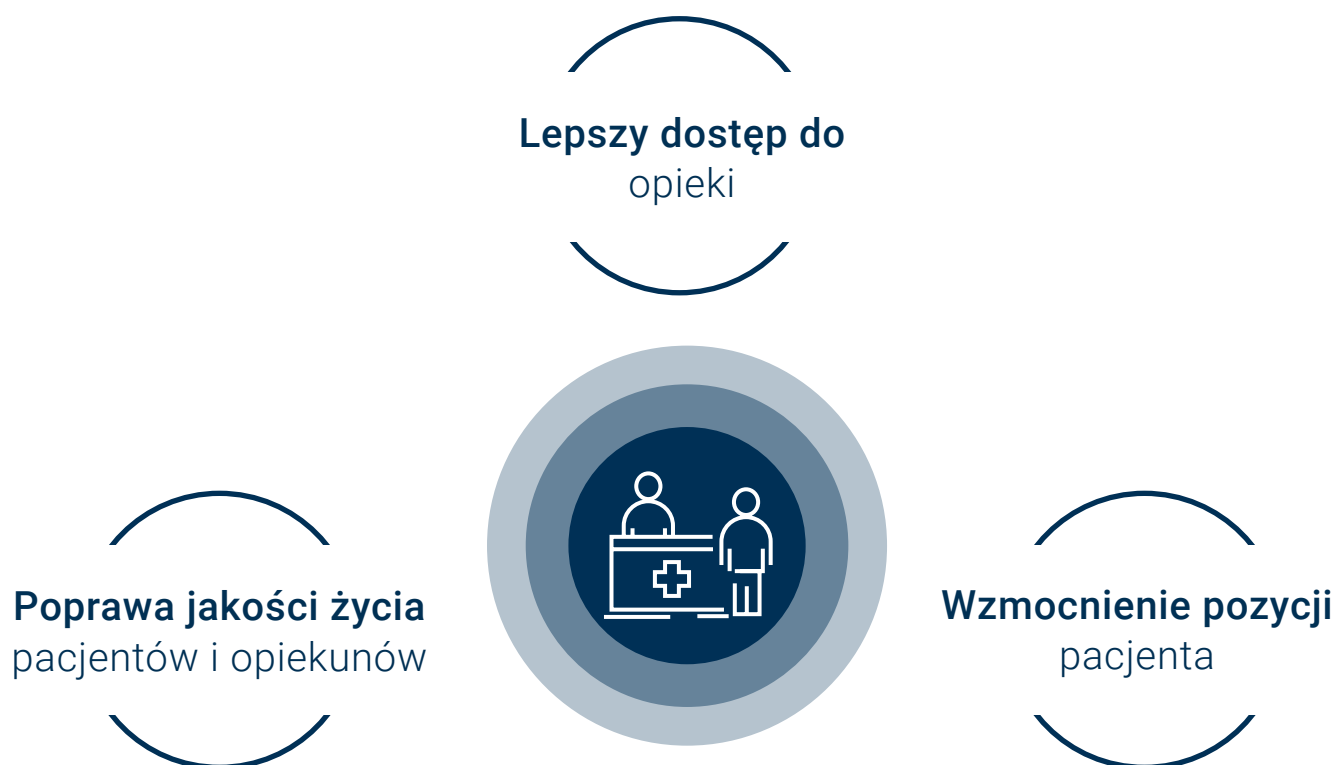 Lepszy dostęp do
opieki
Poprawa jakości życia
pacjentów i opiekunów
Wzmocnienie pozycji
pacjenta